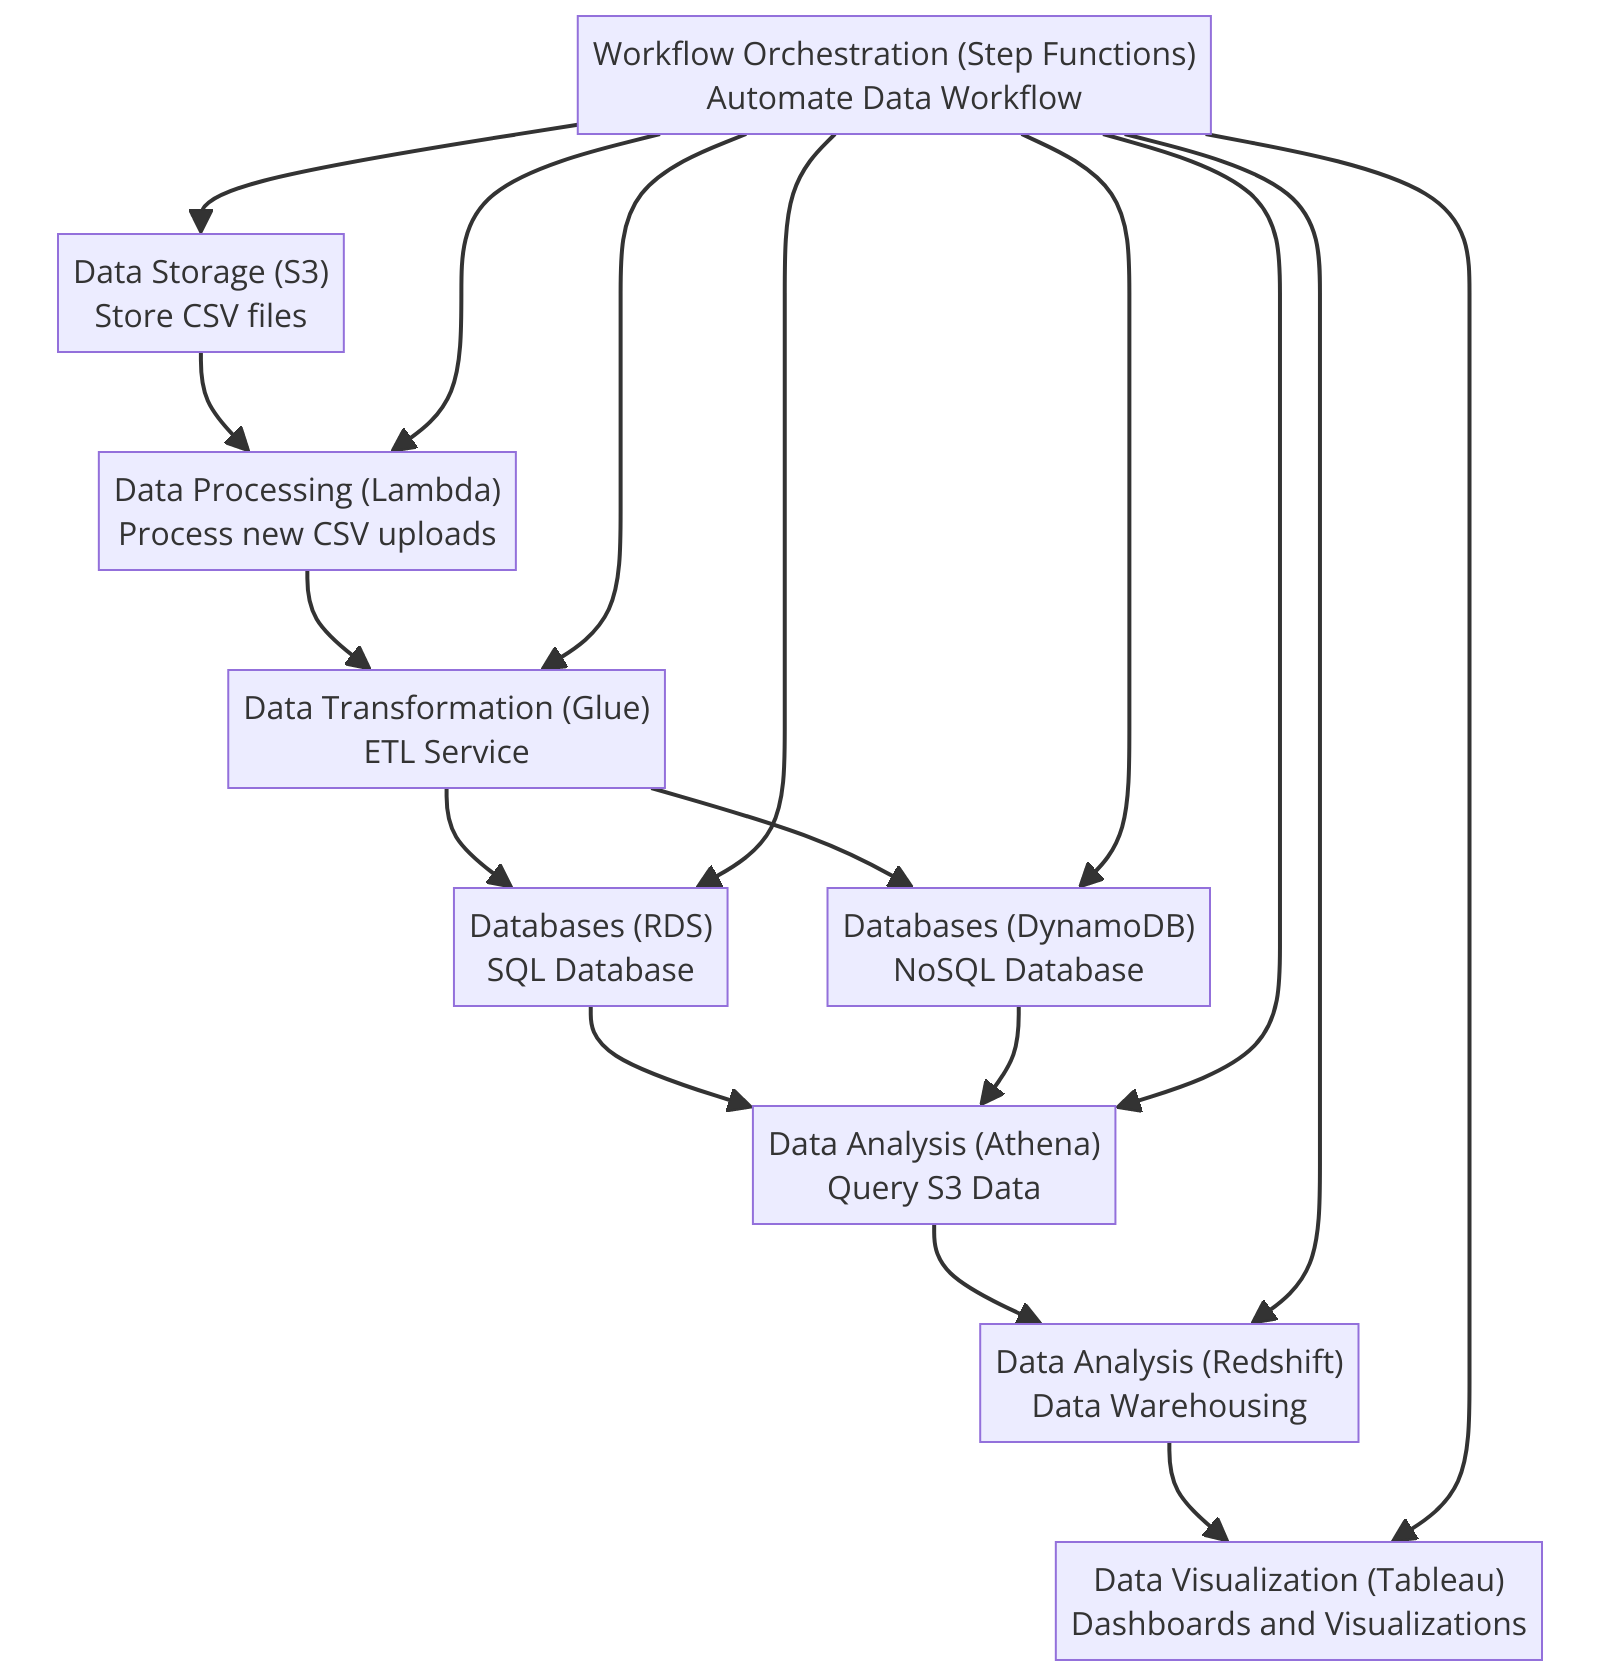 Workflow Orchestration (Step Functions)
Automate Data Workflow
Data Storage (S3)
Store CSV files
Data Processing (Lambda)
Process new CSV uploads
Data Transformation (Glue)
ETL Service
Databases (RDS)
SQL Database
Databases (DynamoDB)
NoSQL Database
Data Analysis (Athena)
Query S3 Data
Data Analysis (Redshift)
Data Warehousing
Data Visualization (Tableau)
Dashboards and Visualizations